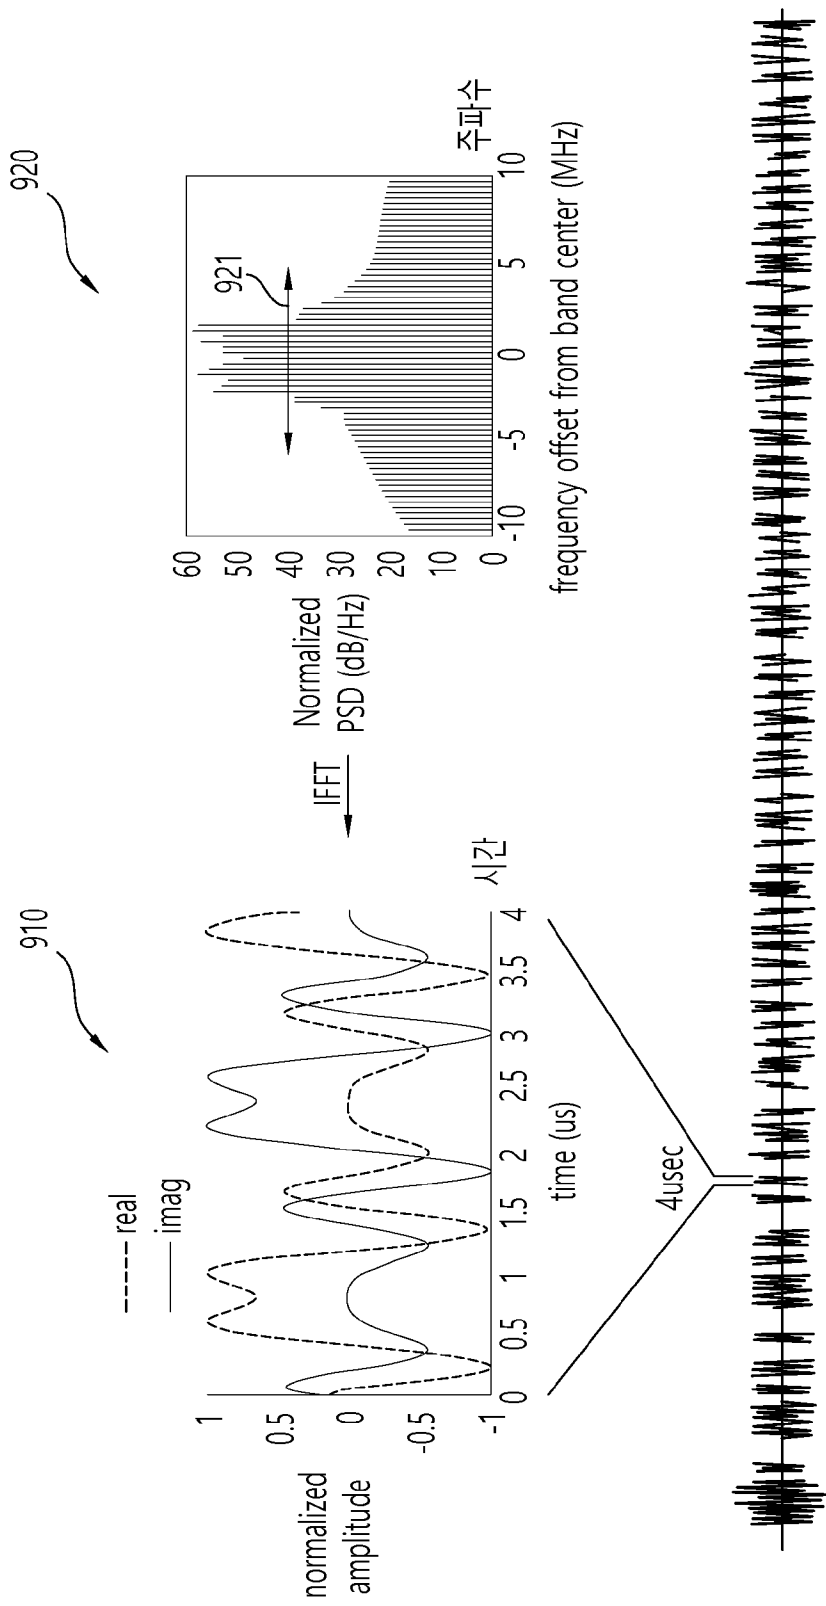 910
920
real
imag
normalized
amplitude
1
0.5
0
-0.5
-1
0 0.5 1 1.5 2 2.5 3 3.5 4
시간
time (us)
IFFT
Normalized
PSD (dB/Hz)
60
50
40
30
20
10
0
921
-10 -5 0 5 10
주파수
frequency offset from band center (MHz)
4usec